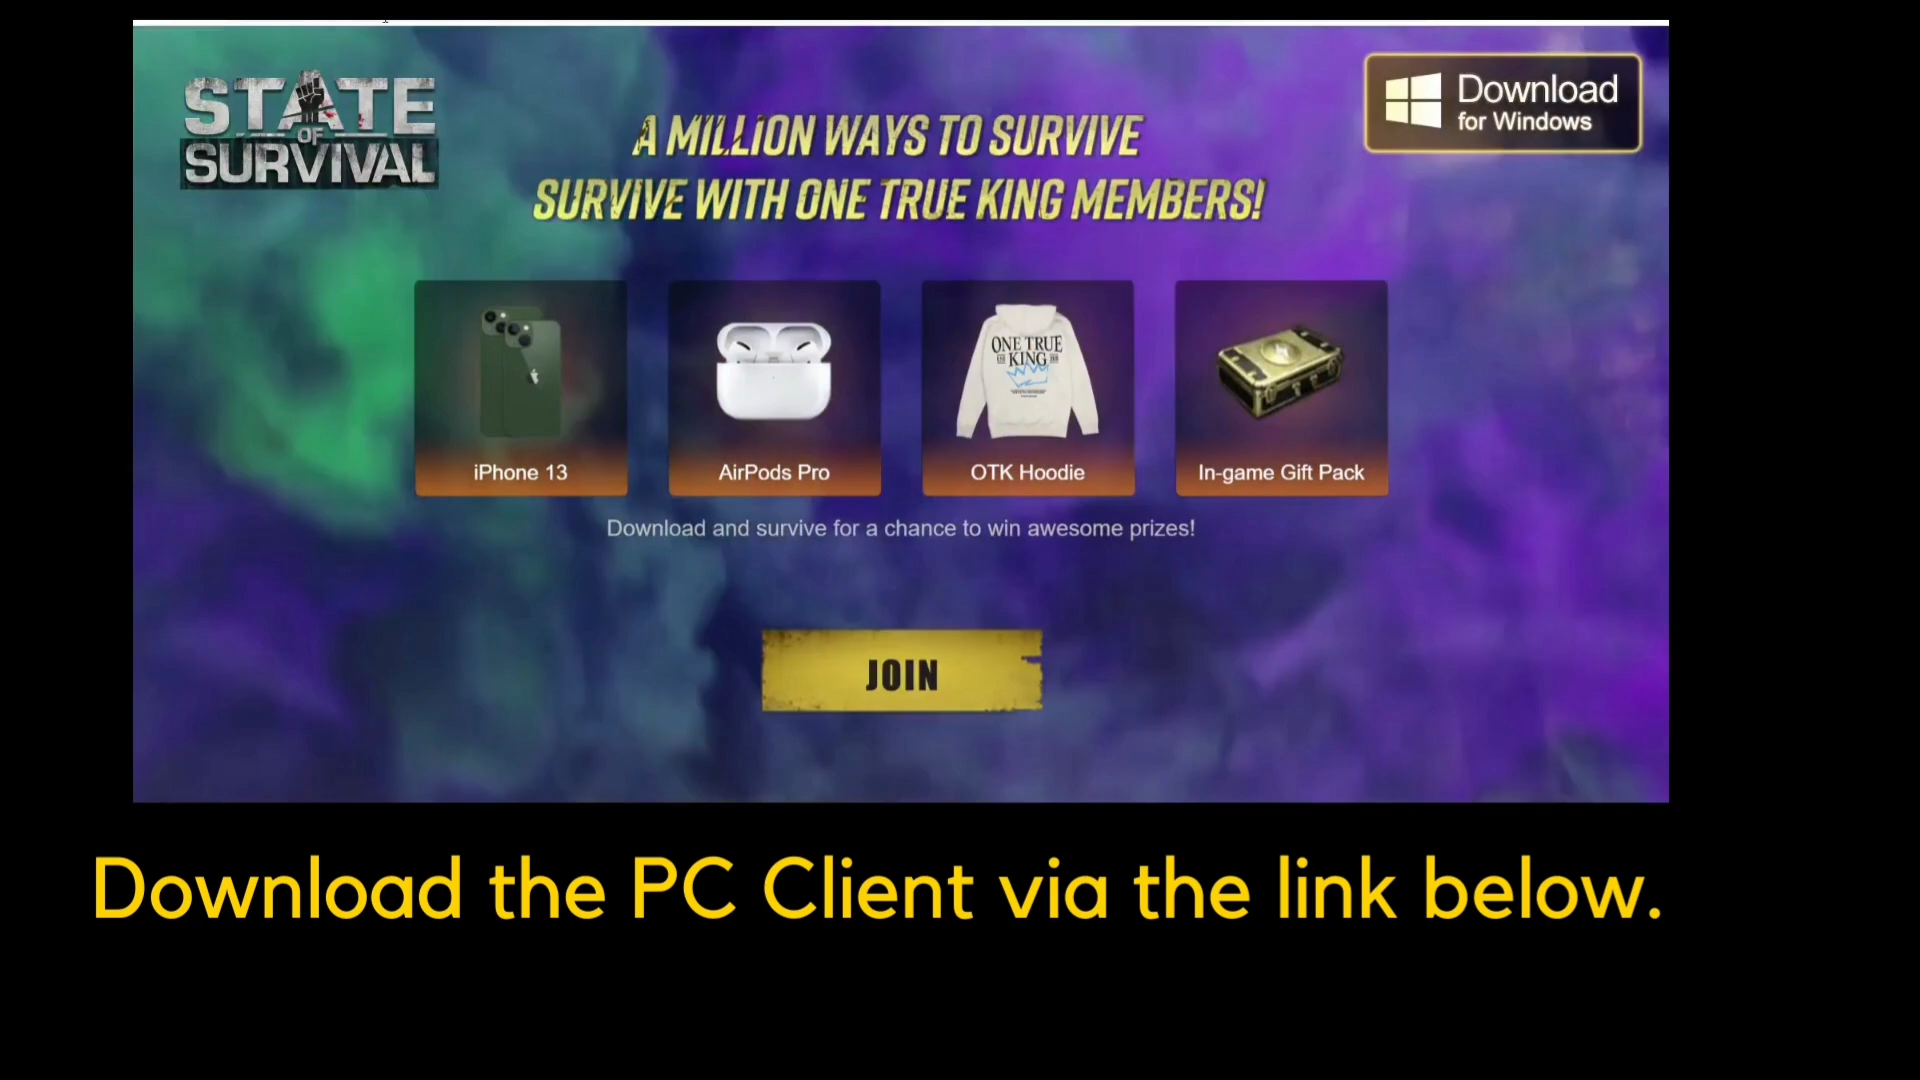 STATE
OF
SURVIVAL
A MILLION WAYS TO SURVIVE
SURVIVE WITH ONE TRUE KING MEMBERS!
Download
for Windows
ONE TRUE
KING
iPhone 13
AirPods Pro
OTK Hoodie
In-game Gift Pack
Download and survive for a chance to win awesome prizes!
JOIN
Download the PC Client via the link below.